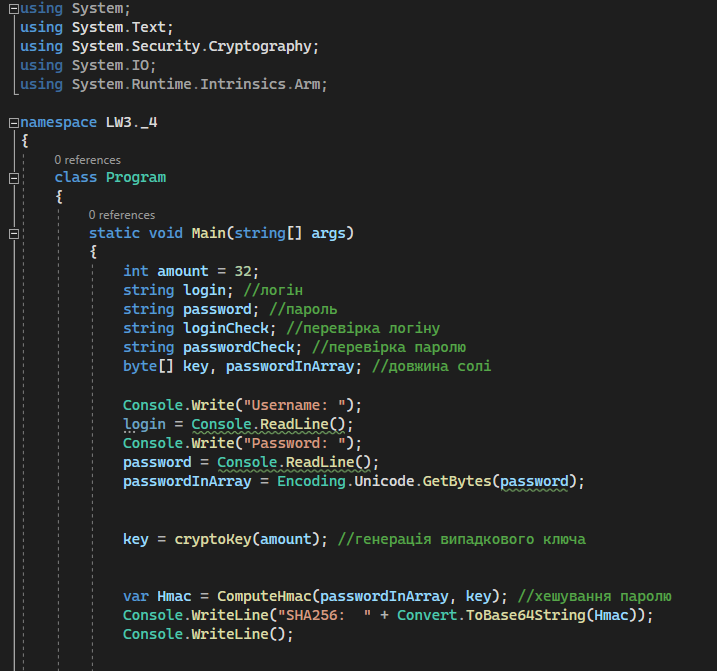 using System;
using System.Text;
using System.Security.Cryptography;
using System.IO;
using System.Runtime.Intrinsics.Arm;
namespace LW3._4
{
0 references
class Program
{
0 references
static void Main(string[] args)
{
int amount = 32;
string login; //логін
string password; //пароль
string loginCheck; //перевірка логіну
string passwordCheck; //перевірка паролю
byte[] key, passwordInArray; //довжина солі
Console.Write("Username: ");
login = Console.ReadLine();
Console.Write("Password: ");
password = Console.ReadLine();
passwordInArray = Encoding.Unicode.GetBytes(password);
key = cryptoKey(amount); //генерація випадкового ключа
var Hmac = ComputeHmac(passwordInArray, key); //хешування паролю
Console.WriteLine("SHA256:  " + Convert.ToBase64String(Hmac));
Console.WriteLine();